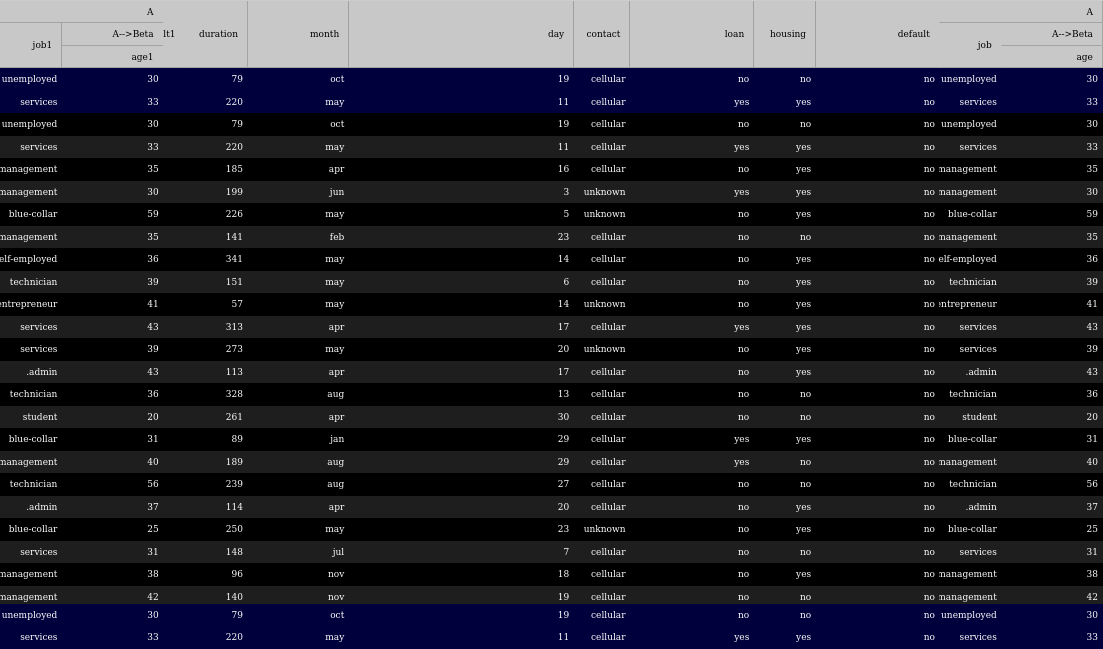 A A
A-->Beta lt1 duration month day contact loan housing default A-->Beta
job1 job
age1 age
unemployed 30 79 oct 19 cellular no no no unemployed 30
services 33 220 may 11 cellular yes yes no services 33
unemployed 30 79 oct 19 cellular no no no unemployed 30
services 33 220 may 11 cellular yes yes no services 33
management 35 185 apr 16 cellular no yes no management 35
management 30 199 jun 3 unknown yes yes no management 30
blue-collar 59 226 may 5 unknown no yes no blue-collar 59
management 35 141 feb 23 cellular no no no management 35
elf-employed 36 341 may 14 cellular no yes no elf-employed 36
technician 39 151 may 6 cellular no yes no technician 39
entrepreneur 41 57 may 14 unknown no yes no entrepreneur 41
services 43 313 apr 17 cellular yes yes no services 43
services 39 273 may 20 unknown no yes no services 39
.admin 43 113 apr 17 cellular no yes no .admin 43
technician 36 328 aug 13 cellular no no no technician 36
student 20 261 apr 30 cellular no no no student 20
blue-collar 31 89 jan 29 cellular yes yes no blue-collar 31
management 40 189 aug 29 cellular yes no no management 40
technician 56 239 aug 27 cellular no no no technician 56
.admin 37 114 apr 20 cellular no yes no .admin 37
blue-collar 25 250 may 23 unknown no yes no blue-collar 25
services 31 148 jul 7 cellular no no no services 31
management 38 96 nov 18 cellular no yes no management 38
management 42 140 nov 19 cellular no no no management 42
unemployed 30 79 oct 19 cellular no no no unemployed 30
services 33 220 may 11 cellular yes yes no services 33